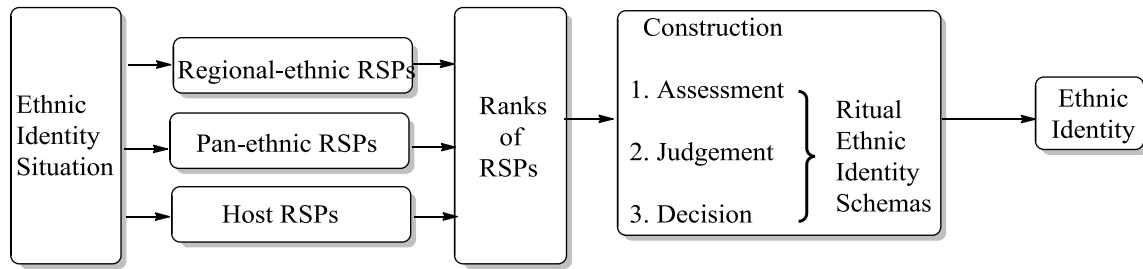 Ethnic
Identity
Situation
Regional-ethnic RSPs
Pan-ethnic RSPs
Host RSPs
Ranks
of
RSPs
Construction
1. Assessment
2. Judgement
3. Decision
Ritual
Ethnic
Identity
Schemas
Ethnic
Identity